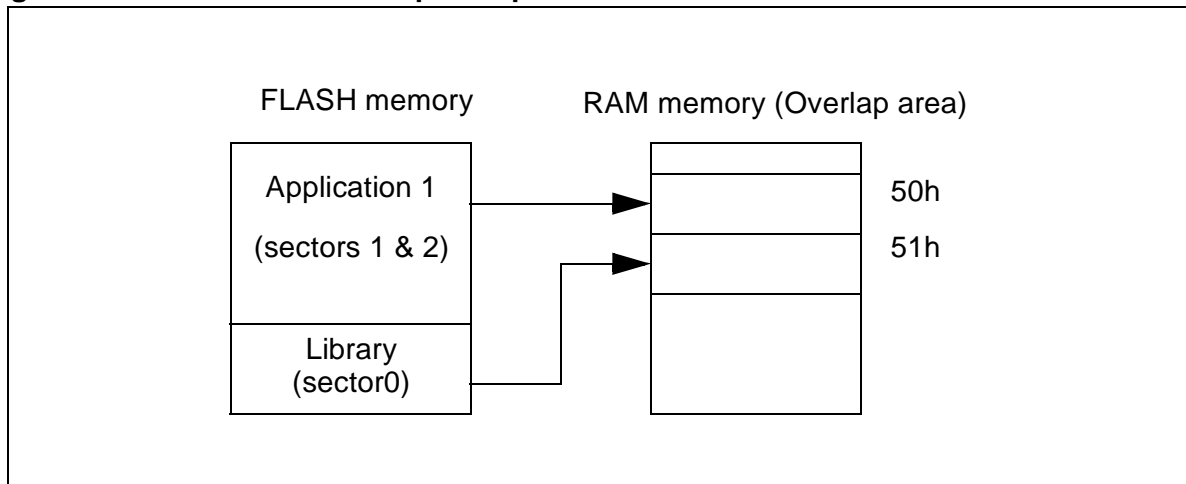 FLASH memory
RAM memory (Overlap area)
Application 1
(sectors 1 & 2)
Library
(sector0)
50h
51h